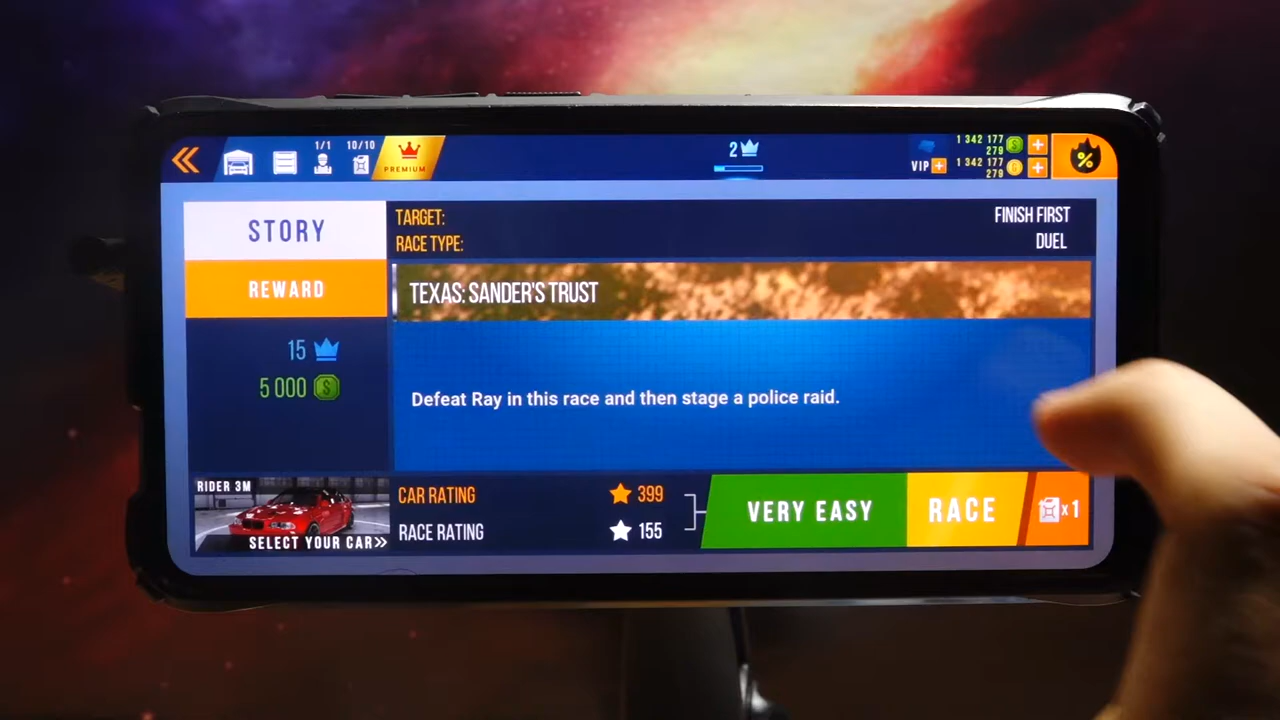 1/1
10/10
PREMIUM
2
VIP
1 342 177
279
1 342 177
279
%
STORY
REWARD
15
5 000
TARGET:
FINISH FIRST
RACE TYPE:
DUEL
TEXAS: SANDER'S TRUST
Defeat Ray in this race and then stage a police raid.
RIDER 3M
SELECT YOUR CAR>>
CAR RATING
399
RACE RATING
155
VERY EASY
RACE
x1